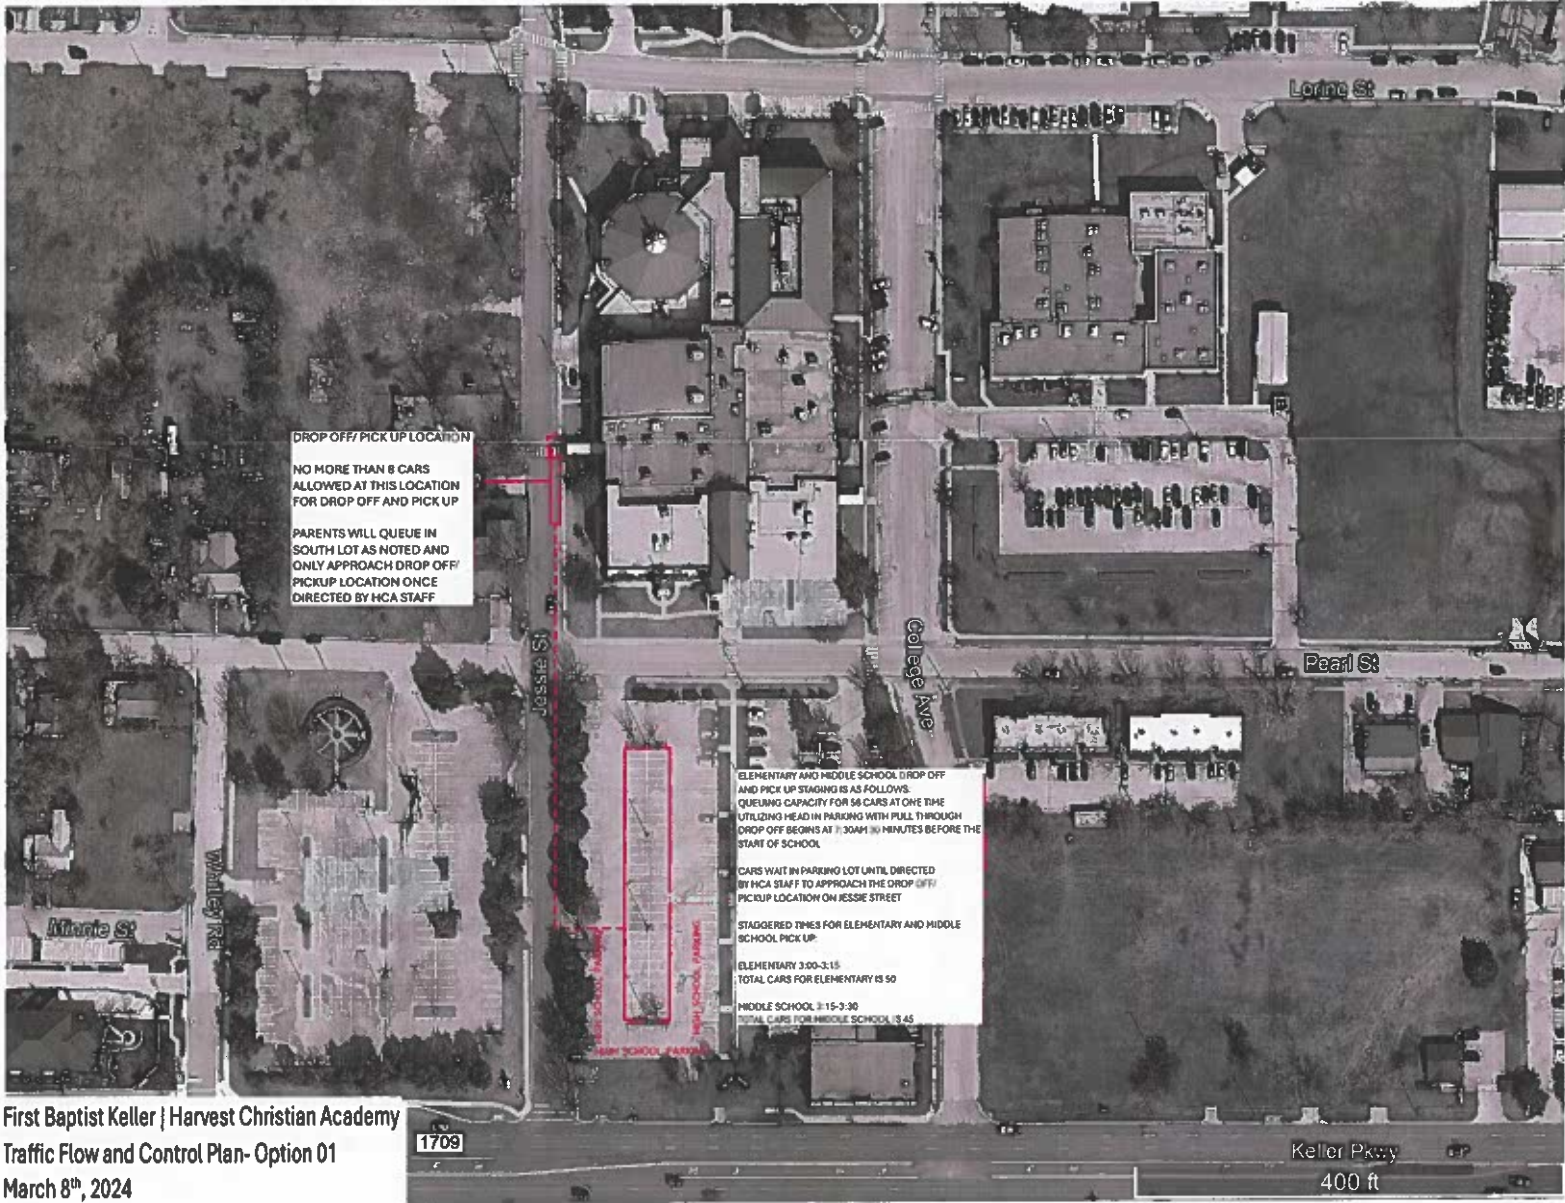 Lorine St
DROP OFF/ PICK UP LOCATION
NO MORE THAN 8 CARS
ALLOWED AT THIS LOCATION
FOR DROP OFF AND PICK UP
PARENTS WILL QUEUE IN
SOUTH LOT AS NOTED AND
ONLY APPROACH DROP OFF/
PICKUP LOCATION ONCE
DIRECTED BY HCA STAFF
Jessie St
College Ave
Pearl St
ELEMENTARY AND MIDDLE SCHOOL DROP OFF
AND PICK UP STAGING IS AS FOLLOWS:
QUEUING CAPACITY FOR 56 CARS AT ONE TIME
UTILIZING HEAD IN PARKING WITH PULL THROUGH
DROP OFF BEGINS AT 7:30AM 30 MINUTES BEFORE THE
START OF SCHOOL
CARS WAIT IN PARKING LOT UNTIL DIRECTED
BY HCA STAFF TO APPROACH THE DROP OFF/
PICKUP LOCATION ON JESSIE STREET
STAGGERED TIMES FOR ELEMENTARY AND MIDDLE
SCHOOL PICK UP:
ELEMENTARY 3:00-3:15
TOTAL CARS FOR ELEMENTARY IS 50
MIDDLE SCHOOL 3:15-3:30
TOTAL CARS FOR MIDDLE SCHOOL IS 45
Whitley Rd
Minnie St
HIGH SCHOOL PARKING
HIGH SCHOOL PARKING
HIGH SCHOOL PARKING
First Baptist Keller | Harvest Christian Academy
Traffic Flow and Control Plan- Option 01
March 8th, 2024
1709
Keller Pkwy
400 ft